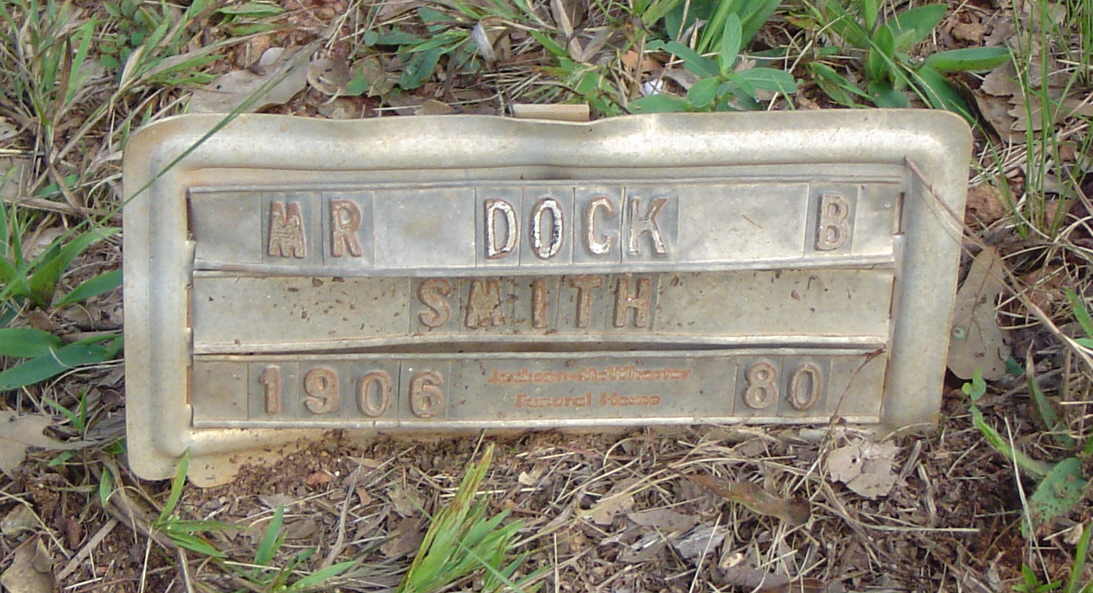 MR DOCK B
SMITH
1906 80
Funeral Home